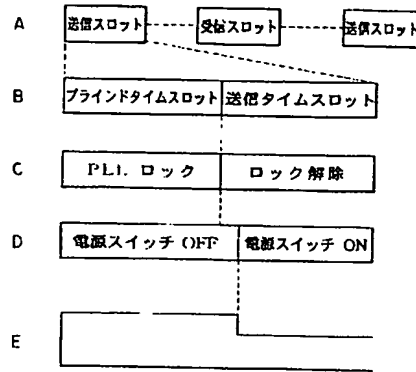 A 送信スロット 受信スロット 送信スロット
B ブラインドタイムスロット 送信タイムスロット
C PLL ロック ロック解除
D 電源スイッチ OFF 電源スイッチ ON
E